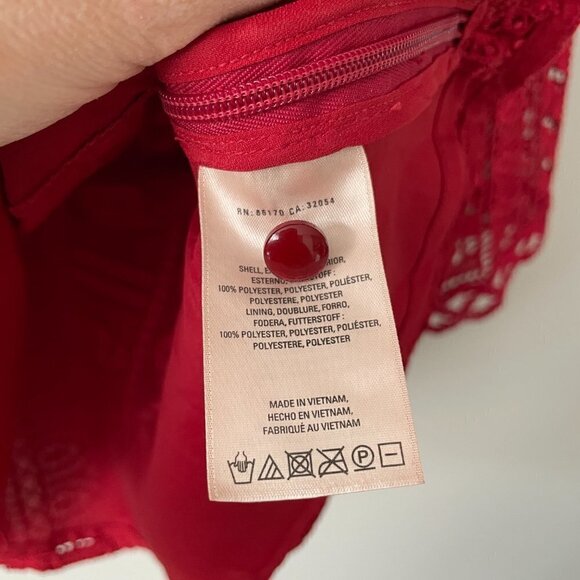 RN: 86170 CA: 32054
SHELL,
ESTERNO,
100% POLYESTER, POLYESTER, POLIÉSTER,
POLYESTERE, POLYESTER
LINING, DOUBLURE, FORRO,
FODERA, FUTTERSTOFF :
100% POLYESTER, POLYESTER, POLIÉSTER,
POLYESTERE, POLYESTER
MADE IN VIETNAM,
HECHO EN VIETNAM,
FABRIQUÉ AU VIETNAM
P